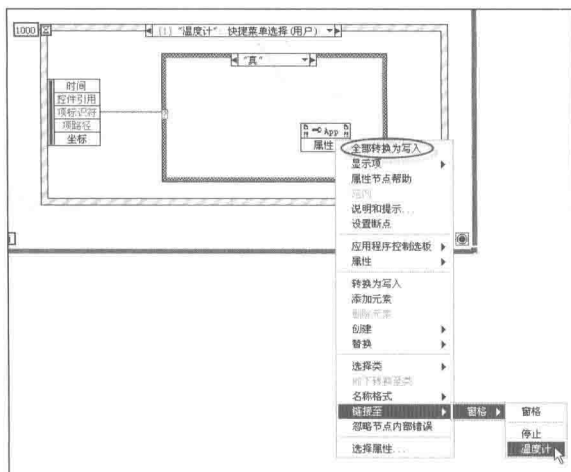 1000
[1] "温度计": 快捷菜单选择(用户)
"真"
时间
控件引用
项标识符
项路径
坐标
App
属性
全部转换为写入
显示项
属性节点帮助
说明和提示...
设置断点
应用程序控制选板
属性
转换为写入
添加元素
删除元素
创建
替换
选择类
向下转换至类
名称格式
链接至
窗格
窗格
忽略节点内部错误
停止
选择属性...
温度计